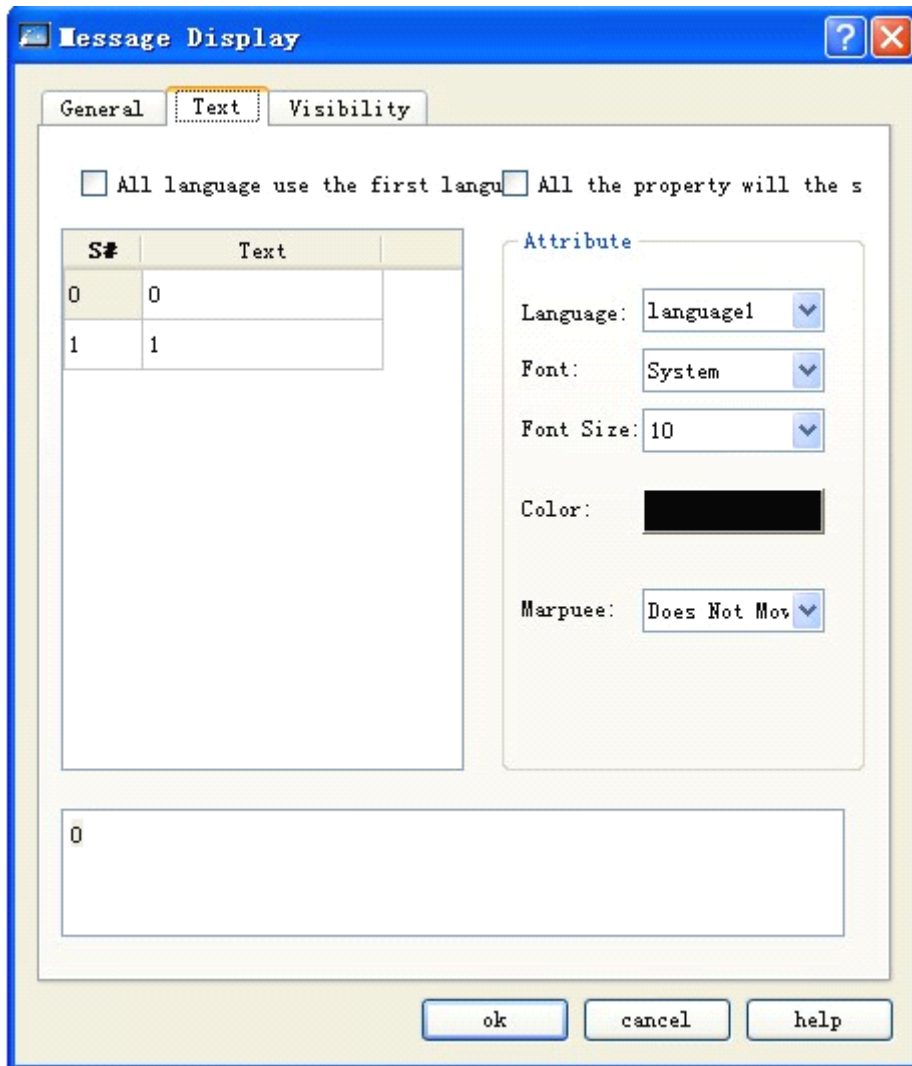 Message Display
General Text Visibility
All language use the first langu All the property will the s
S# Text
0 0
1 1
Attribute
Language: language1
Font: System
Font Size: 10
Color:
Marpuee: Does Not Mov
0
ok cancel help